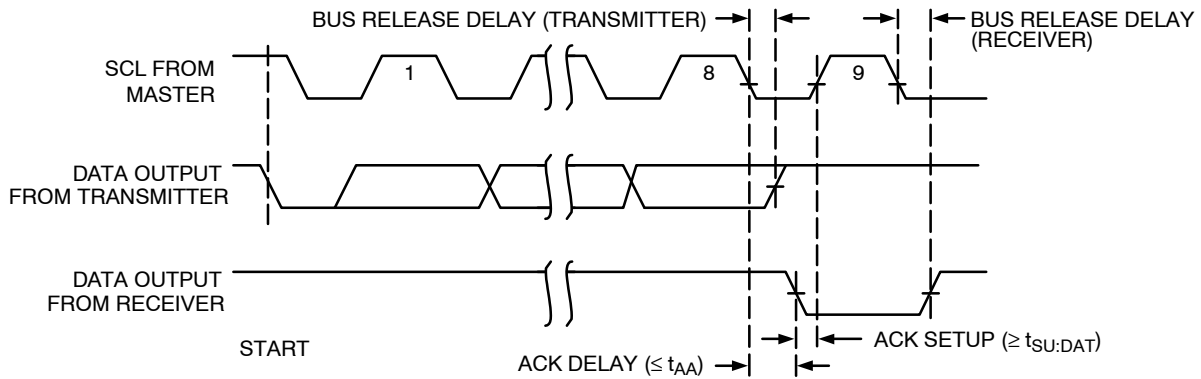 BUS RELEASE DELAY (TRANSMITTER)
BUS RELEASE DELAY
(RECEIVER)
SCL FROM
MASTER
1
8
9
DATA OUTPUT
FROM TRANSMITTER
DATA OUTPUT
FROM RECEIVER
START
ACK SETUP (≥ tSU:DAT)
ACK DELAY (≤ tAA)